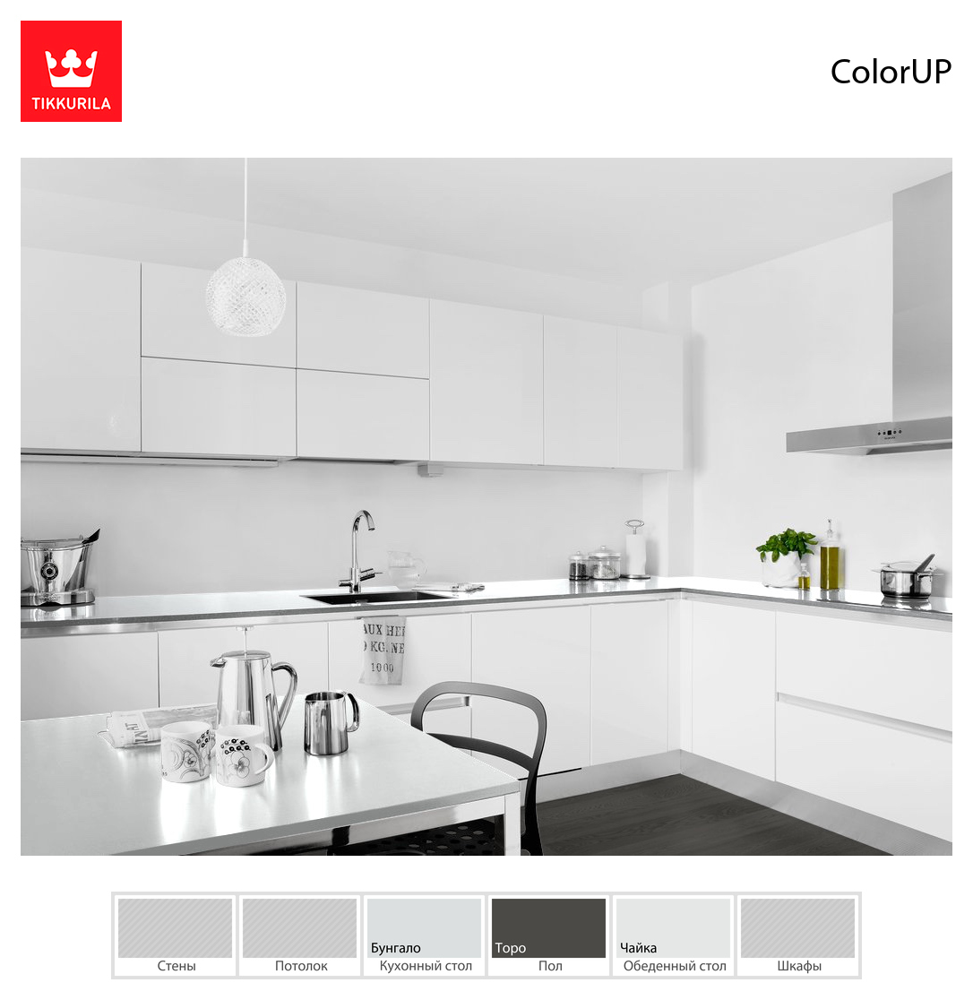 TIKKURILA
ColorUP
AUX HER
KG. NE
1000
Бунгало
Торо
Чайка
Стены
Потолок
Кухонный стол
Пол
Обеденный стол
Шкафы